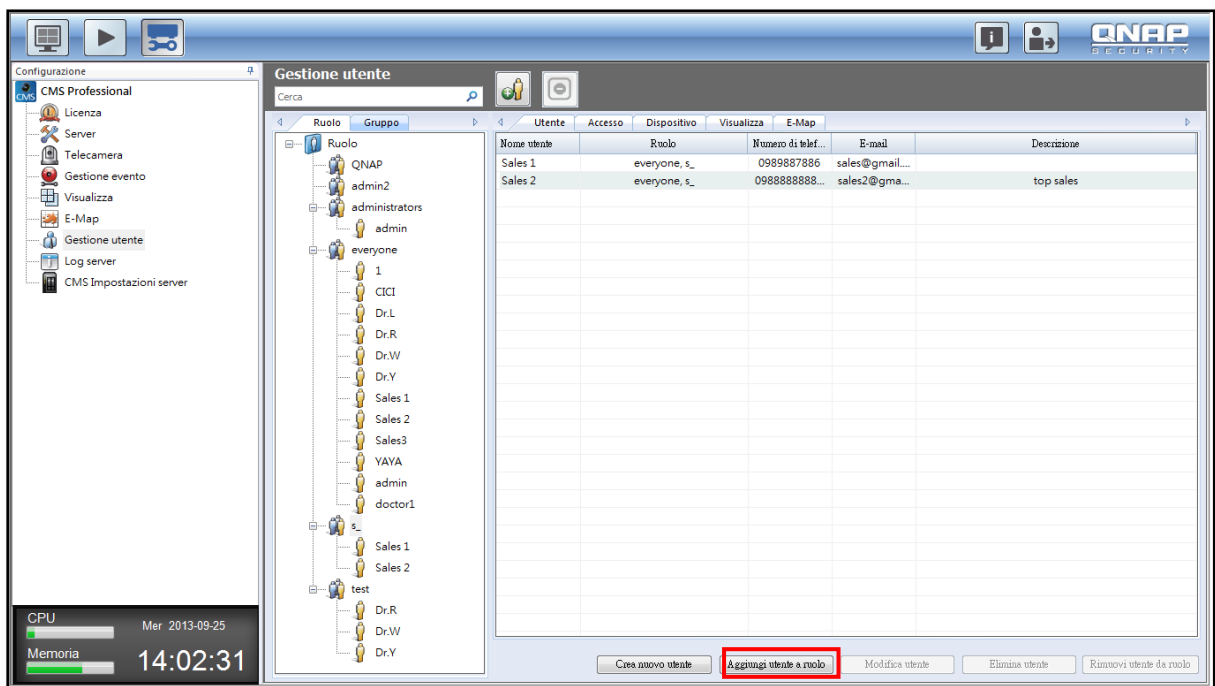 QNAP
SECURITY
Configurazione
CMS Professional
CMS
Licenza
Server
Telecamera
Gestione evento
Visualizza
E-Map
Gestione utente
Log server
CMS Impostazioni server
CPU
Mer 2013-09-25
Memoria
14:02:31
Gestione utente
Cerca
Ruolo Gruppo
Ruolo
QNAP
admin2
administrators
admin
everyone
1
CICI
Dr.L
Dr.R
Dr.W
Dr.Y
Sales 1
Sales 2
Sales3
YAYA
admin
doctor1
s_
Sales 1
Sales 2
test
Dr.R
Dr.W
Dr.Y
Utente Accesso Dispositivo Visualizza E-Map
Nome utente Ruolo Numero di telef... E-mail Descrizione
Sales 1 everyone, s_ 0989887886 sales@gmail....
Sales 2 everyone, s_ 0988888888... sales2@gma... top sales
Crea nuovo utente Aggiungi utente a ruolo Modifica utente Elimina utente Rimuovi utente da ruolo